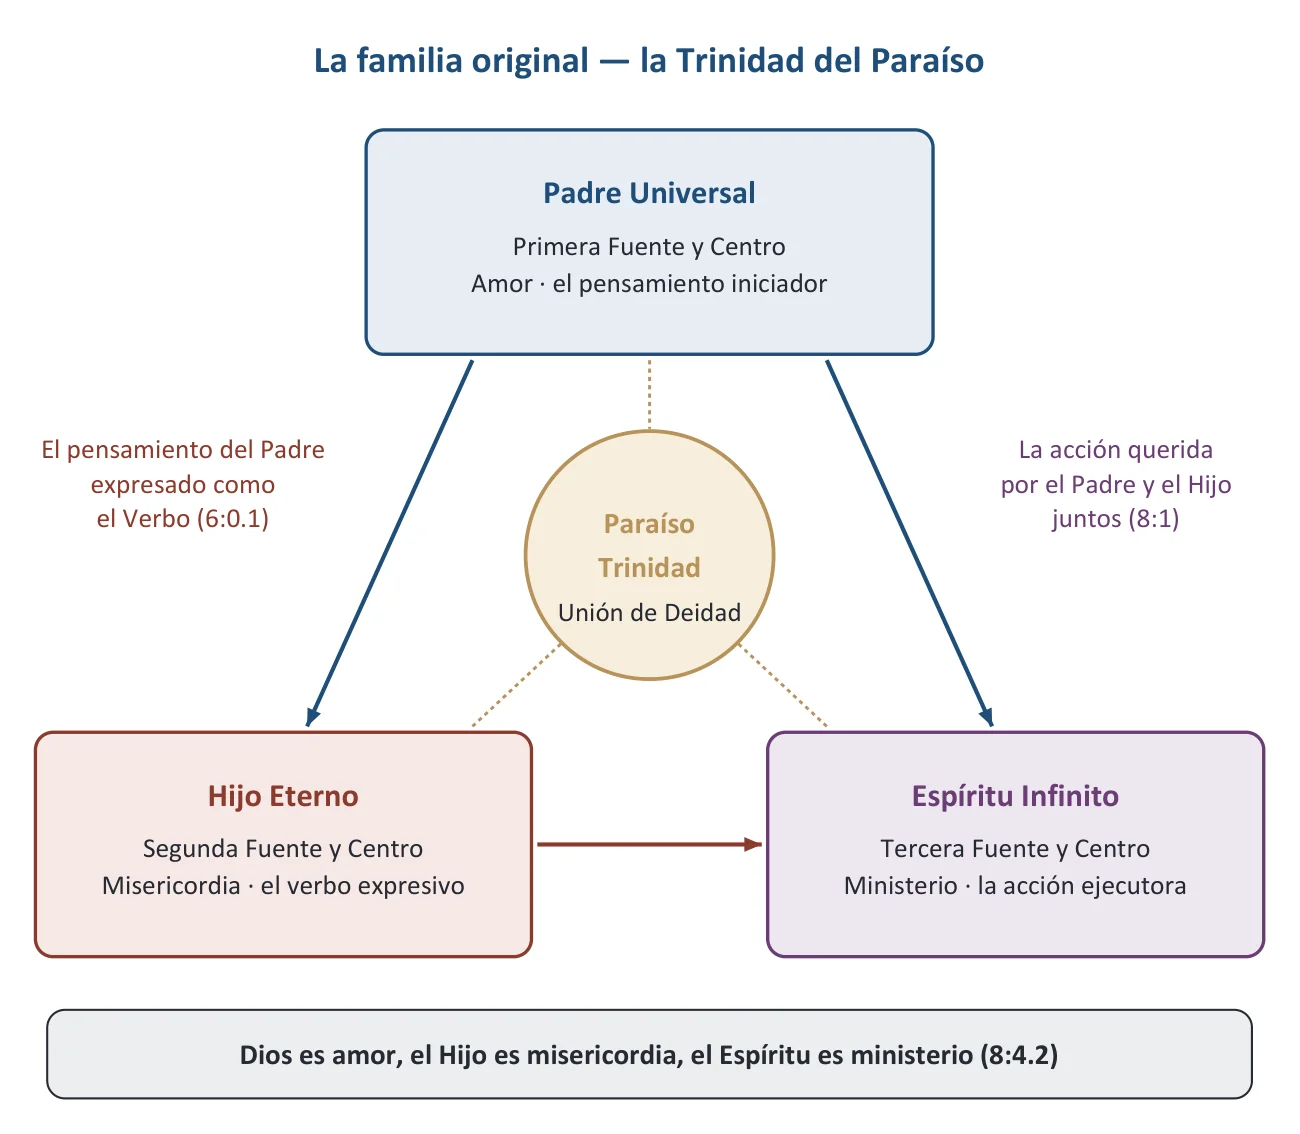 La familia original — la Trinidad del Paraíso
Padre Universal
Primera Fuente y Centro
Amor · el pensamiento iniciador
El pensamiento del Padre
expresado como
el Verbo (6:0.1)
La acción querida
por el Padre y el Hijo
juntos (8:1)
Paraíso
Trinidad
Unión de Deidad
Hijo Eterno
Segunda Fuente y Centro
Misericordia · el verbo expresivo
Espíritu Infinito
Tercera Fuente y Centro
Ministerio · la acción ejecutora
Dios es amor, el Hijo es misericordia, el Espíritu es ministerio (8:4.2)